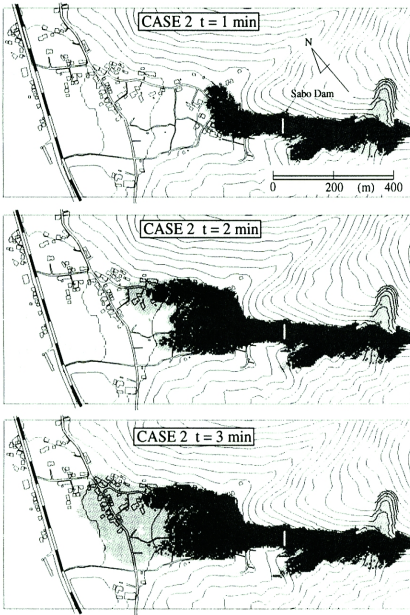 CASE 2 t = 1 min
N
Sabo Dam
0 200 (m) 400
CASE 2 t = 2 min
CASE 2 t = 3 min